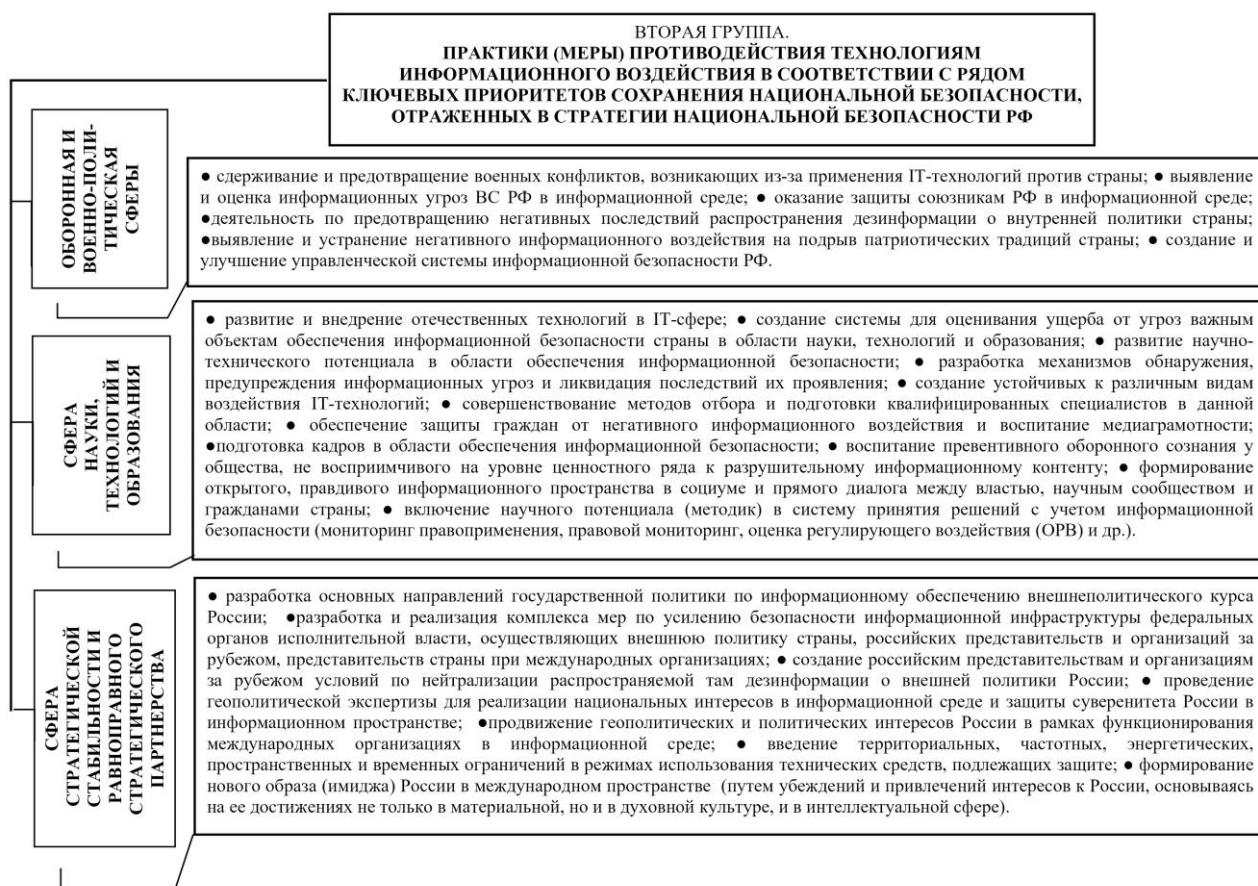 ВТОРАЯ ГРУППА.
ПРАКТИКИ (МЕРЫ) ПРОТИВОДЕЙСТВИЯ ТЕХНОЛОГИЯМ
ИНФОРМАЦИОННОГО ВОЗДЕЙСТВИЯ В СООТВЕТСТВИИ С РЯДОМ
КЛЮЧЕВЫХ ПРИОРИТЕТОВ СОХРАНЕНИЯ НАЦИОНАЛЬНОЙ БЕЗОПАСНОСТИ,
ОТРАЖЕННЫХ В СТРАТЕГИИ НАЦИОНАЛЬНОЙ БЕЗОПАСНОСТИ РФ
ОБОРОННАЯ И
ВОЕННО-ПОЛИ-
ТИЧЕСКАЯ
СФЕРЫ
● сдерживание и предотвращение военных конфликтов, возникающих из-за применения IT-технологий против страны; ● выявление
и оценка информационных угроз ВС РФ в информационной среде; ● оказание защиты союзникам РФ в информационной среде;
●деятельность по предотвращению негативных последствий распространения дезинформации о внутренней политики страны;
●выявление и устранение негативного информационного воздействия на подрыв патриотических традиций страны; ● создание и
улучшение управленческой системы информационной безопасности РФ.
СФЕРА
НАУКИ,
ТЕХНОЛОГИЙ И
ОБРАЗОВАНИЯ
● развитие и внедрение отечественных технологий в IT-сфере; ● создание системы для оценивания ущерба от угроз важным
объектам обеспечения информационной безопасности страны в области науки, технологий и образования; ● развитие научно-
технического потенциала в области обеспечения информационной безопасности; ● разработка механизмов обнаружения,
предупреждения информационных угроз и ликвидация последствий их проявления; ● создание устойчивых к различным видам
воздействия IT-технологий; ● совершенствование методов отбора и подготовки квалифицированных специалистов в данной
области; ● обеспечение защиты граждан от негативного информационного воздействия и воспитание медиаграмотности;
●подготовка кадров в области обеспечения информационной безопасности; ● воспитание превентивного оборонного сознания у
общества, не восприимчивого на уровне ценностного ряда к разрушительному информационному контенту; ● формирование
открытого, правдивого информационного пространства в социуме и прямого диалога между властью, научным сообществом и
гражданами страны; ● включение научного потенциала (методик) в систему принятия решений с учетом информационной
безопасности (мониторинг правоприменения, правовой мониторинг, оценка регулирующего воздействия (ОРВ) и др.).
СФЕРА
СТРАТЕГИЧЕСКОЙ
СТАБИЛЬНОСТИ И
РАВНОПРАВНОГО
СТРАТЕГИЧЕСКОГО
ПАРТНЕРСТВА
● разработка основных направлений государственной политики по информационному обеспечению внешнеполитического курса
России; ●разработка и реализация комплекса мер по усилению безопасности информационной инфраструктуры федеральных
органов исполнительной власти, осуществляющих внешнюю политику страны, российских представительств и организаций за
рубежом, представительств страны при международных организациях; ● создание российским представительствам и организациям
за рубежом условий по нейтрализации распространяемой там дезинформации о внешней политики России; ● проведение
геополитической экспертизы для реализации национальных интересов в информационной среде и защиты суверенитета России в
информационном пространстве; ●продвижение геополитических и политических интересов России в рамках функционирования
международных организациях в информационной среде; ● введение территориальных, частотных, энергетических,
пространственных и временных ограничений в режимах использования технических средств, подлежащих защите; ● формирование
нового образа (имиджа) России в международном пространстве (путем убеждений и привлечений интересов к России, основываясь
на ее достижениях не только в материальной, но и в духовной культуре, и в интеллектуальной сфере).